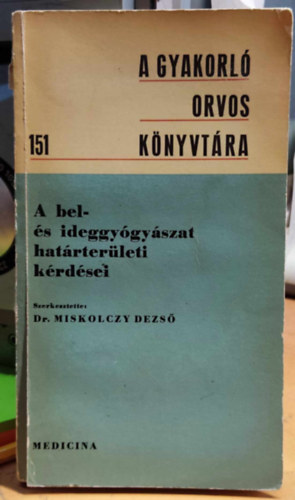 A GYAKORLÓ
ORVOS
151 KÖNYVTÁRA
A bel-
és ideggyógyászat
határterületi
kérdései
Szerkesztette:
Dr. MISKOLCZY DEZSŐ
MEDICINA